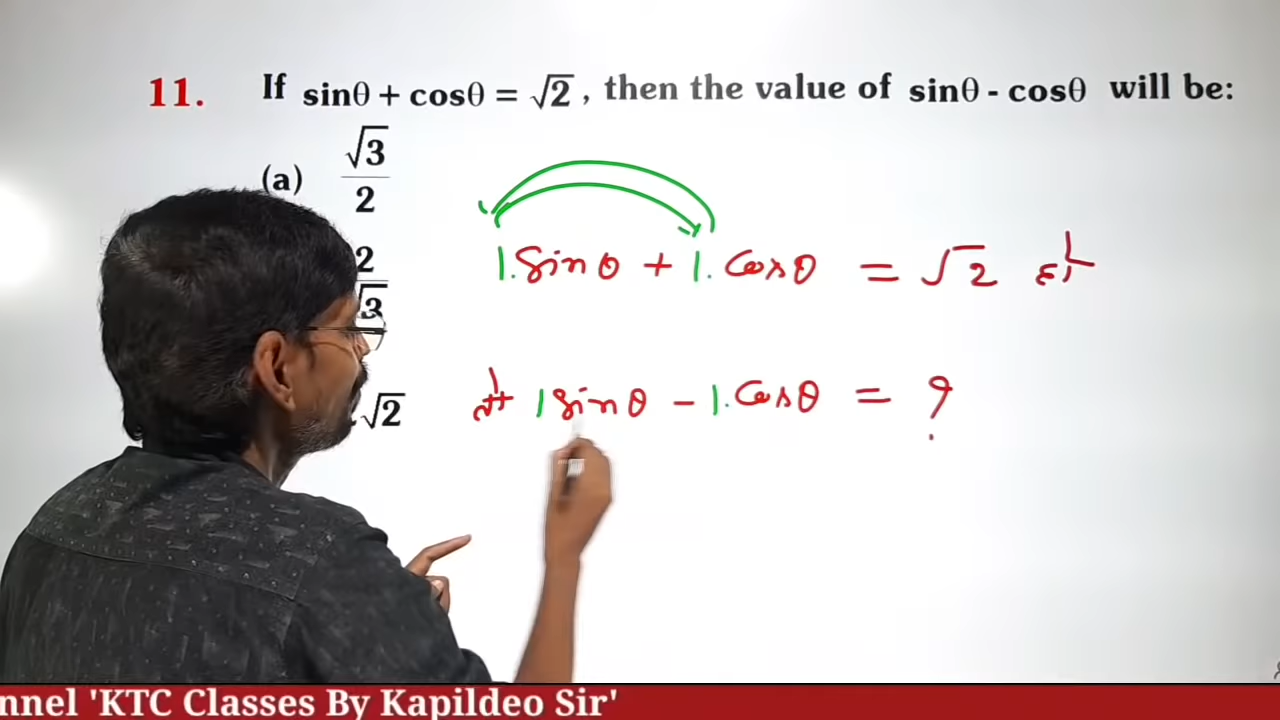 11. If sinθ + cosθ = √2, then the value of sinθ - cosθ will be:
(a) √3/2
2/√3
√2
1.sinθ + 1.cosθ = √2 है
तो 1sinθ - 1.cosθ = ?
nnel 'KTC Classes By Kapildeo Sir'